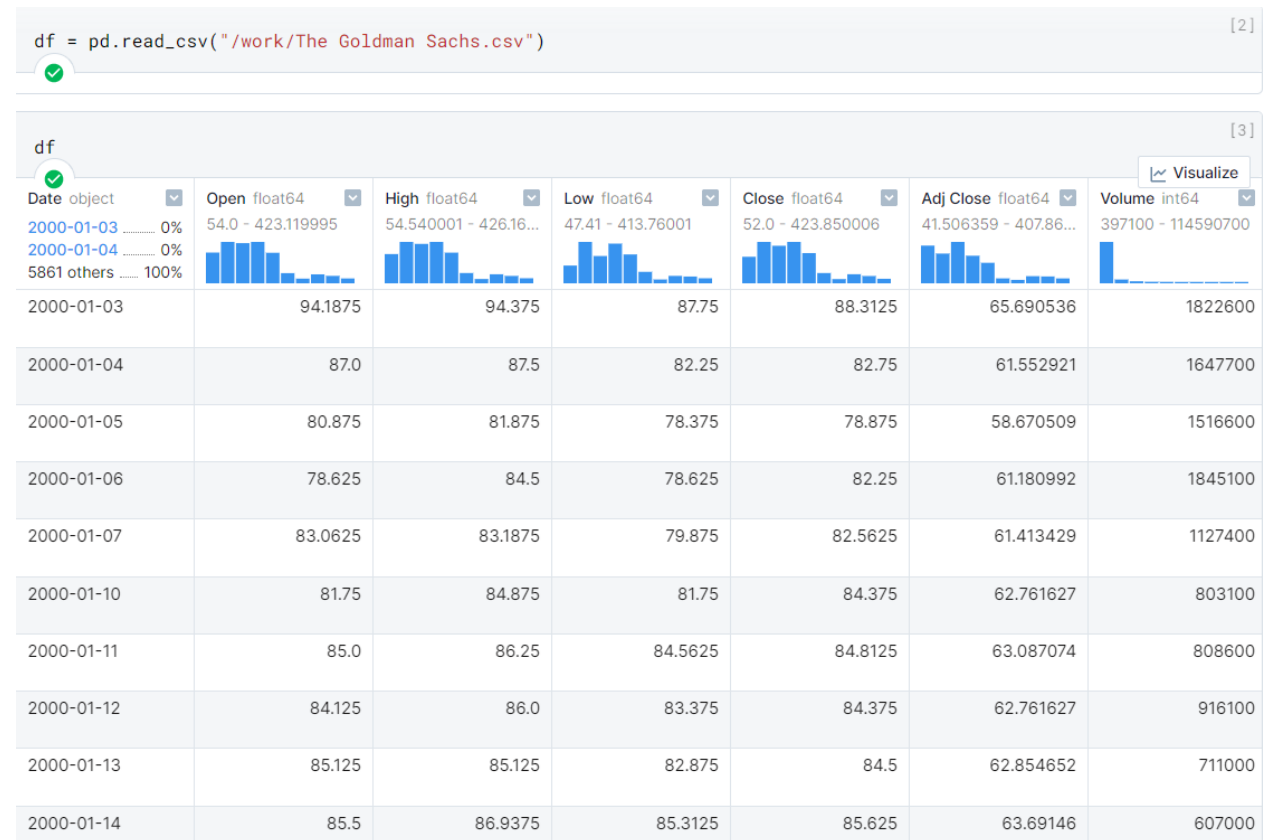 [2]
df = pd.read_csv("/work/The Goldman Sachs.csv")
[3]
df
Visualize
Date object Open float64 High float64 Low float64 Close float64 Adj Close float64 Volume int64
2000-01-03 0% 54.0 - 423.119995 54.540001 - 426.16... 47.41 - 413.76001 52.0 - 423.850006 41.506359 - 407.86... 397100 - 114590700
2000-01-04 0%
5861 others 100%
2000-01-03 94.1875 94.375 87.75 88.3125 65.690536 1822600
2000-01-04 87.0 87.5 82.25 82.75 61.552921 1647700
2000-01-05 80.875 81.875 78.375 78.875 58.670509 1516600
2000-01-06 78.625 84.5 78.625 82.25 61.180992 1845100
2000-01-07 83.0625 83.1875 79.875 82.5625 61.413429 1127400
2000-01-10 81.75 84.875 81.75 84.375 62.761627 803100
2000-01-11 85.0 86.25 84.5625 84.8125 63.087074 808600
2000-01-12 84.125 86.0 83.375 84.375 62.761627 916100
2000-01-13 85.125 85.125 82.875 84.5 62.854652 711000
2000-01-14 85.5 86.9375 85.3125 85.625 63.69146 607000